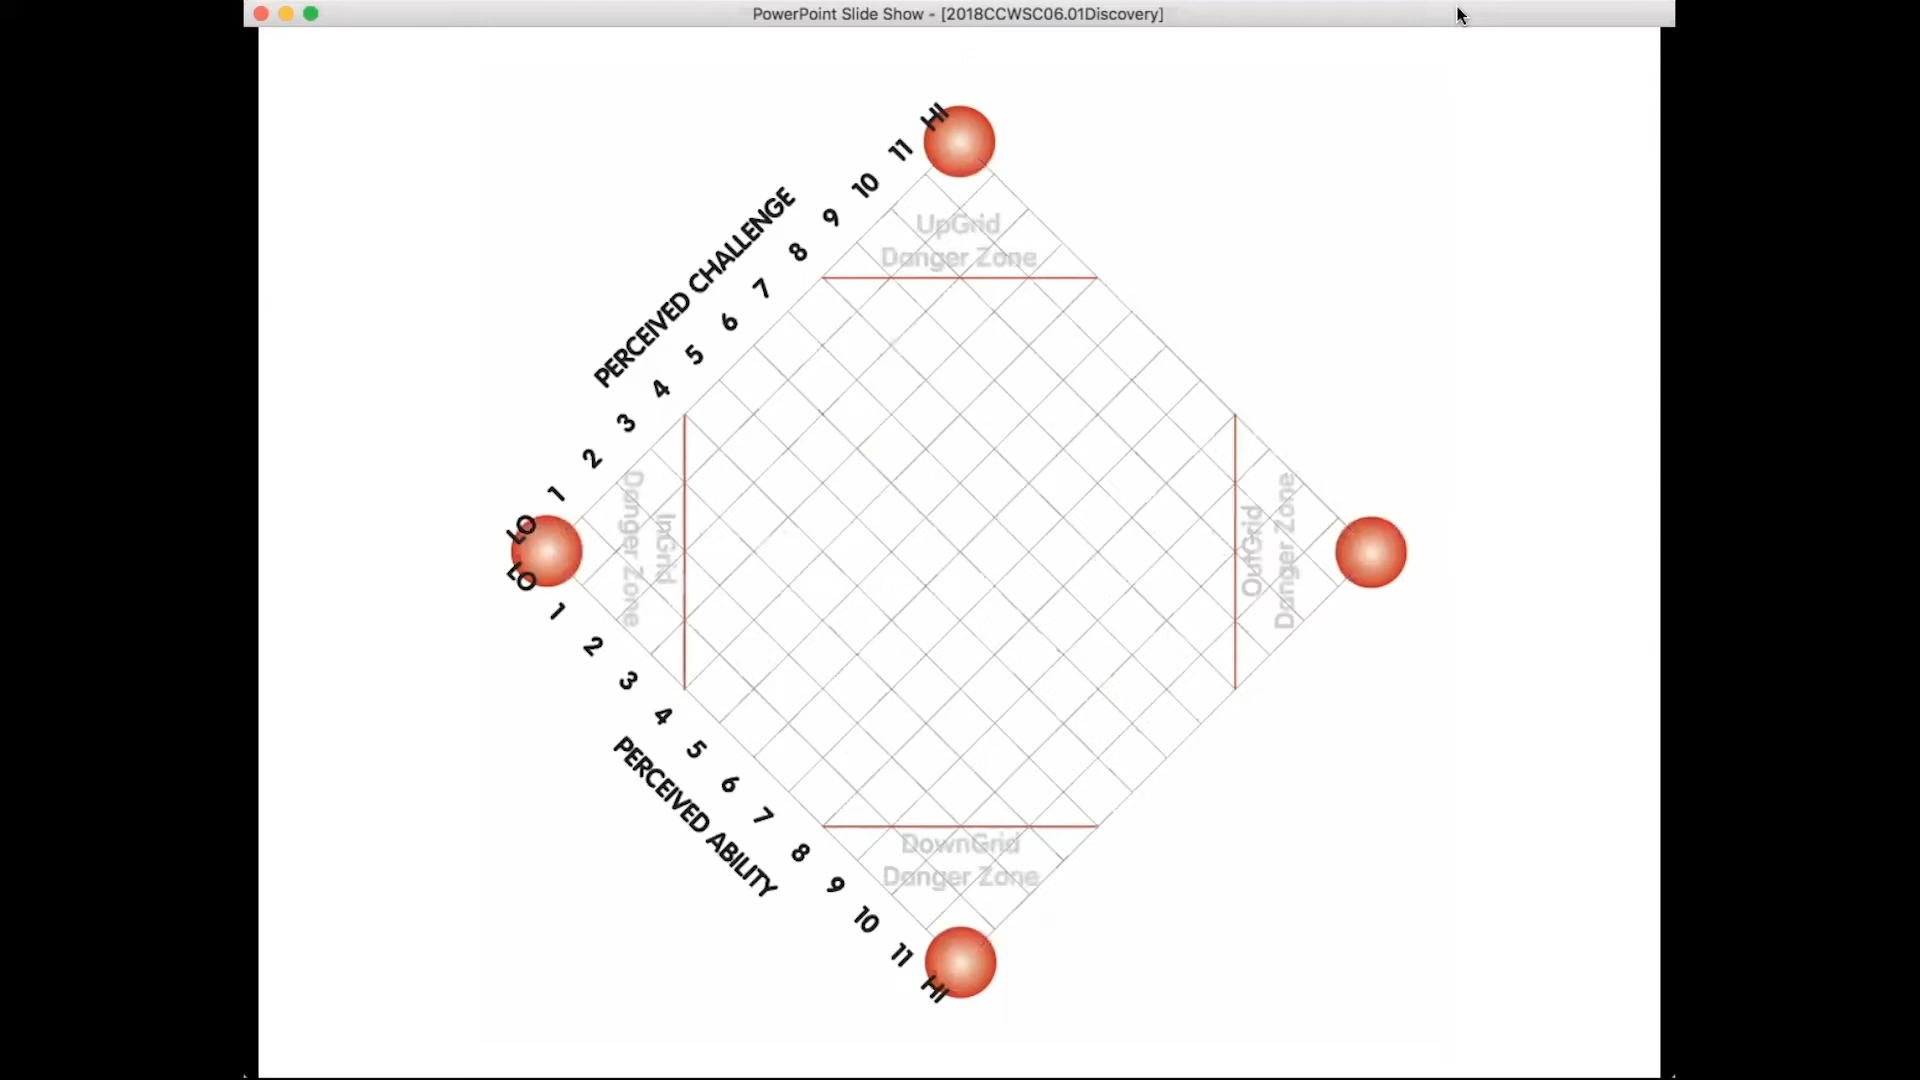 PowerPoint Slide Show - [2018CCWSC06.01Discovery]
HI
11
10
9
8
7
6
5
4
3
2
1
LO
PERCEIVED CHALLENGE
UpGrid
Danger Zone
InGrid
Danger Zone
OutGrid
Danger Zone
LO
1
2
3
4
5
6
7
8
9
10
11
HI
PERCEIVED ABILITY
DownGrid
Danger Zone